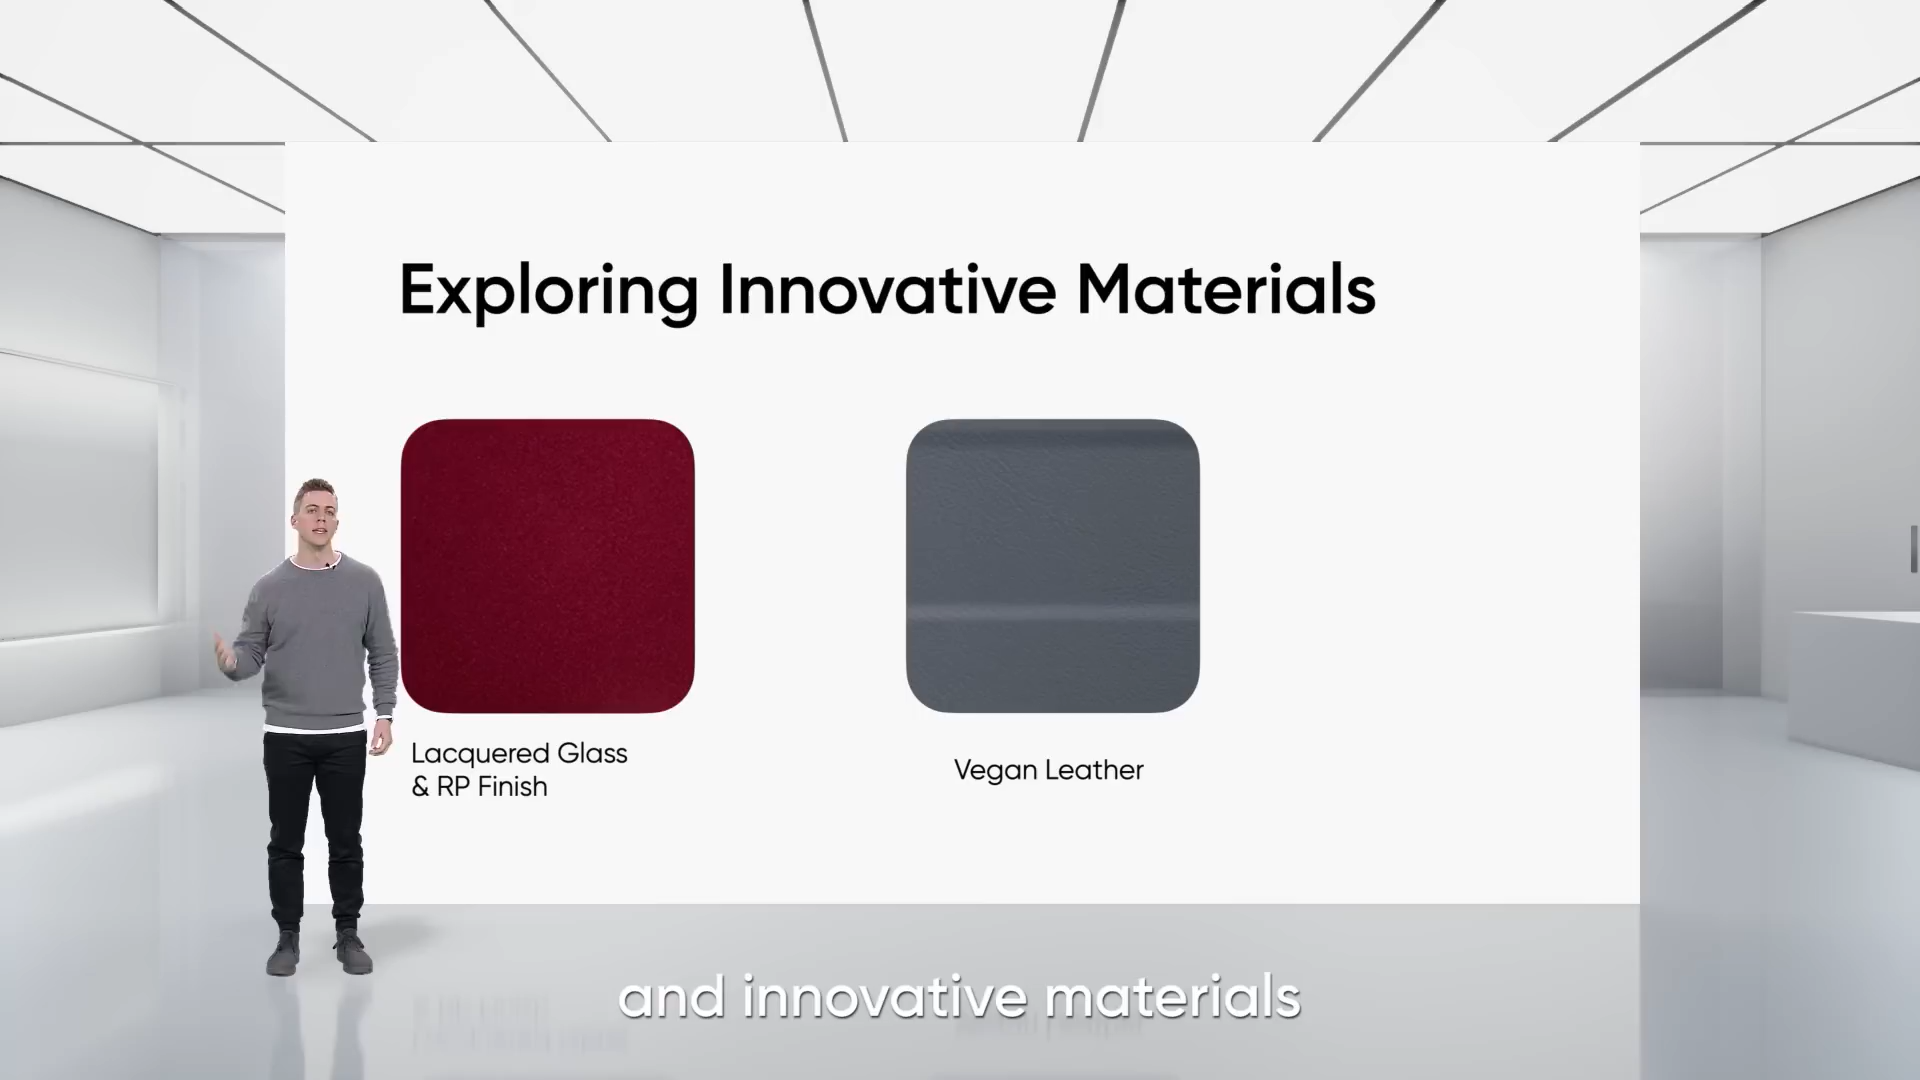 Exploring Innovative Materials
Lacquered Glass
& RP Finish
Vegan Leather
and innovative materials